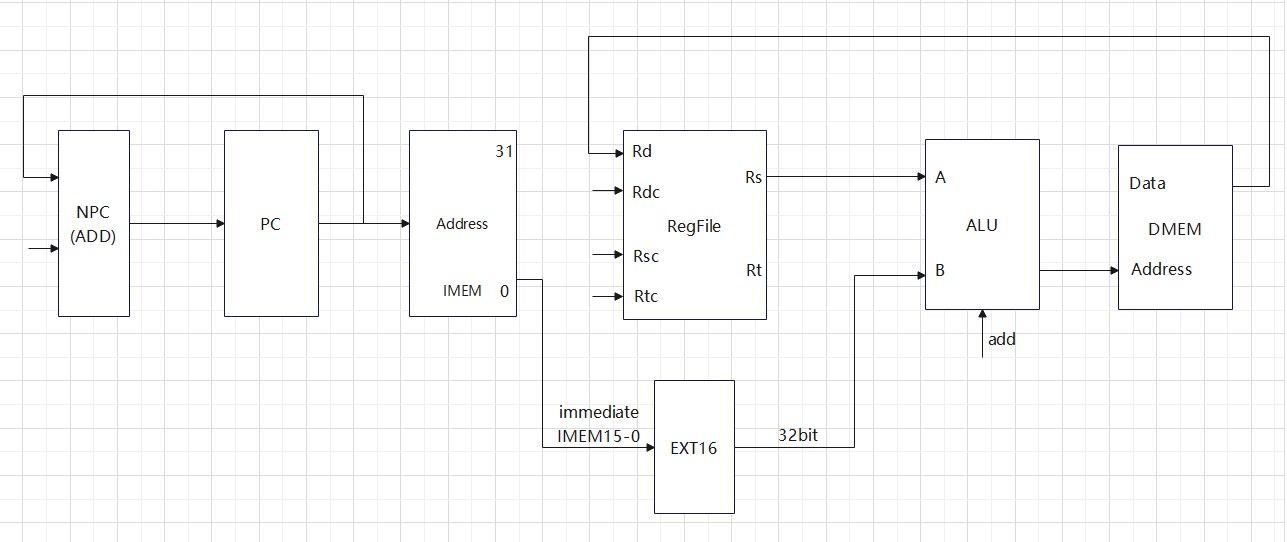 NPC
(ADD)
PC
31
Address
IMEM 0
Rd
Rdc
Rsc
Rtc
RegFile
Rs
Rt
A
ALU
B
add
Data
DMEM
Address
immediate
IMEM15-0
EXT16
32bit